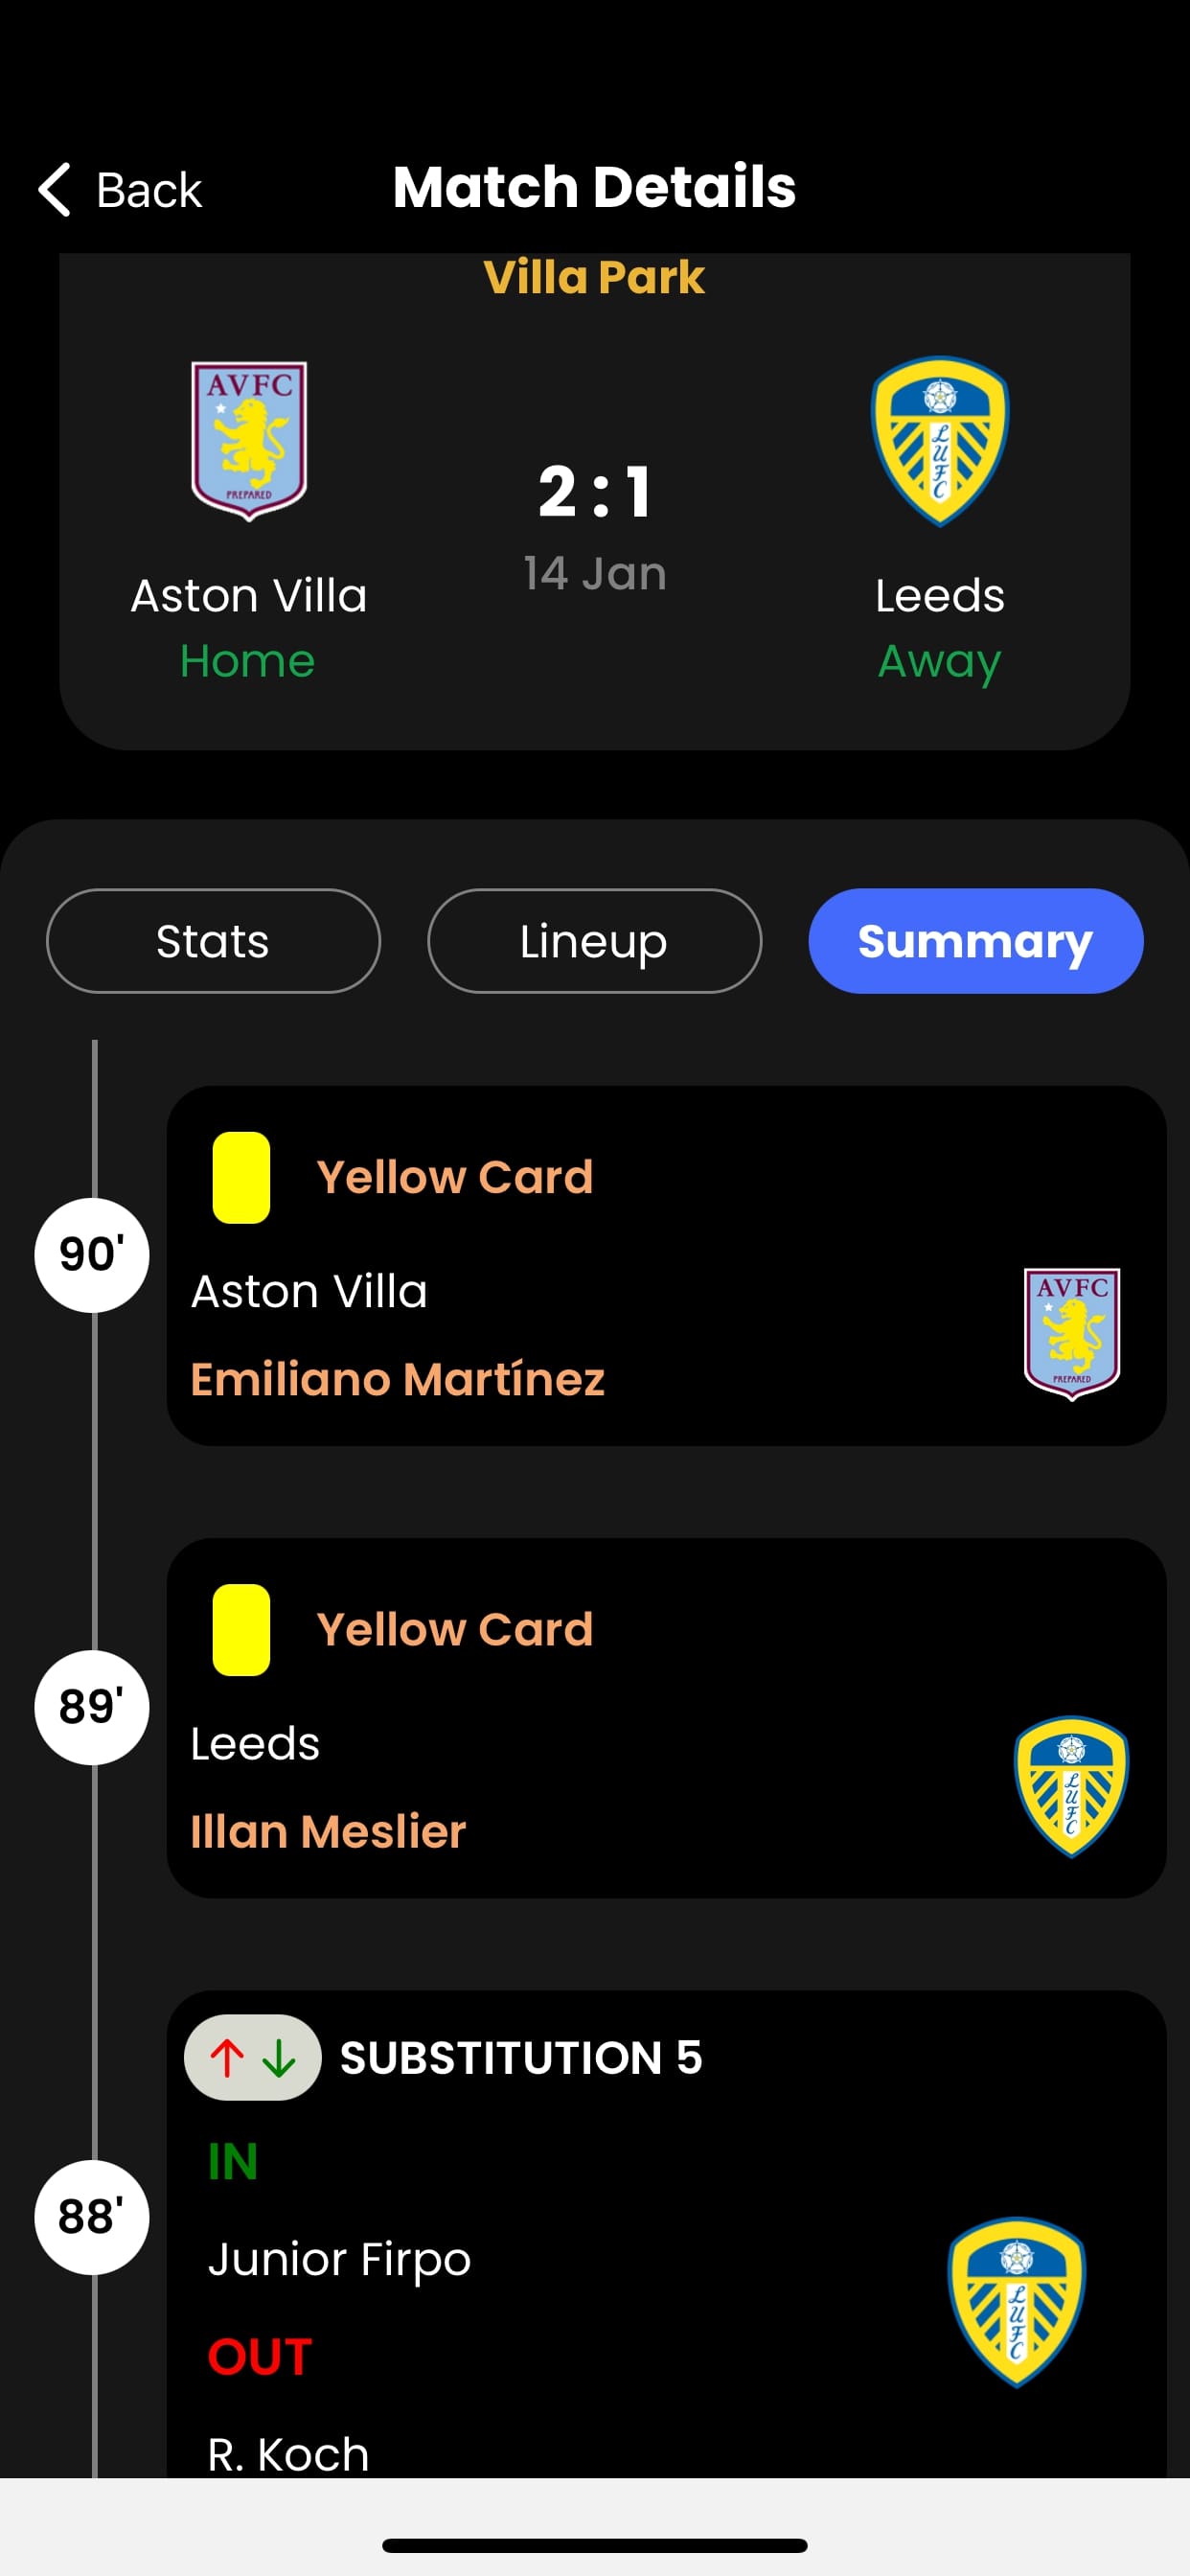 Back
Match Details
Villa Park
AVFC
PREPARED
LUFC
2 : 1
14 Jan
Aston Villa
Leeds
Home
Away
Stats
Lineup
Summary
Yellow Card
90'
Aston Villa
AVFC
PREPARED
Emiliano Martínez
Yellow Card
89'
Leeds
LUFC
Illan Meslier
SUBSTITUTION 5
IN
88'
Junior Firpo
LUFC
OUT
R. Koch